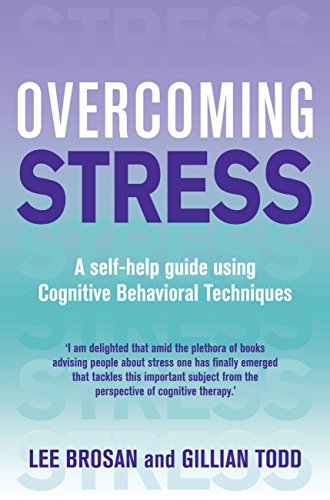 OVERCOMING
STRESS
A self-help guide using
Cognitive Behavioral Techniques
'I am delighted that amid the plethora of books
advising people about stress one has finally emerged
that tackles this important subject from the
perspective of cognitive therapy.'
LEE BROSAN and GILLIAN TODD